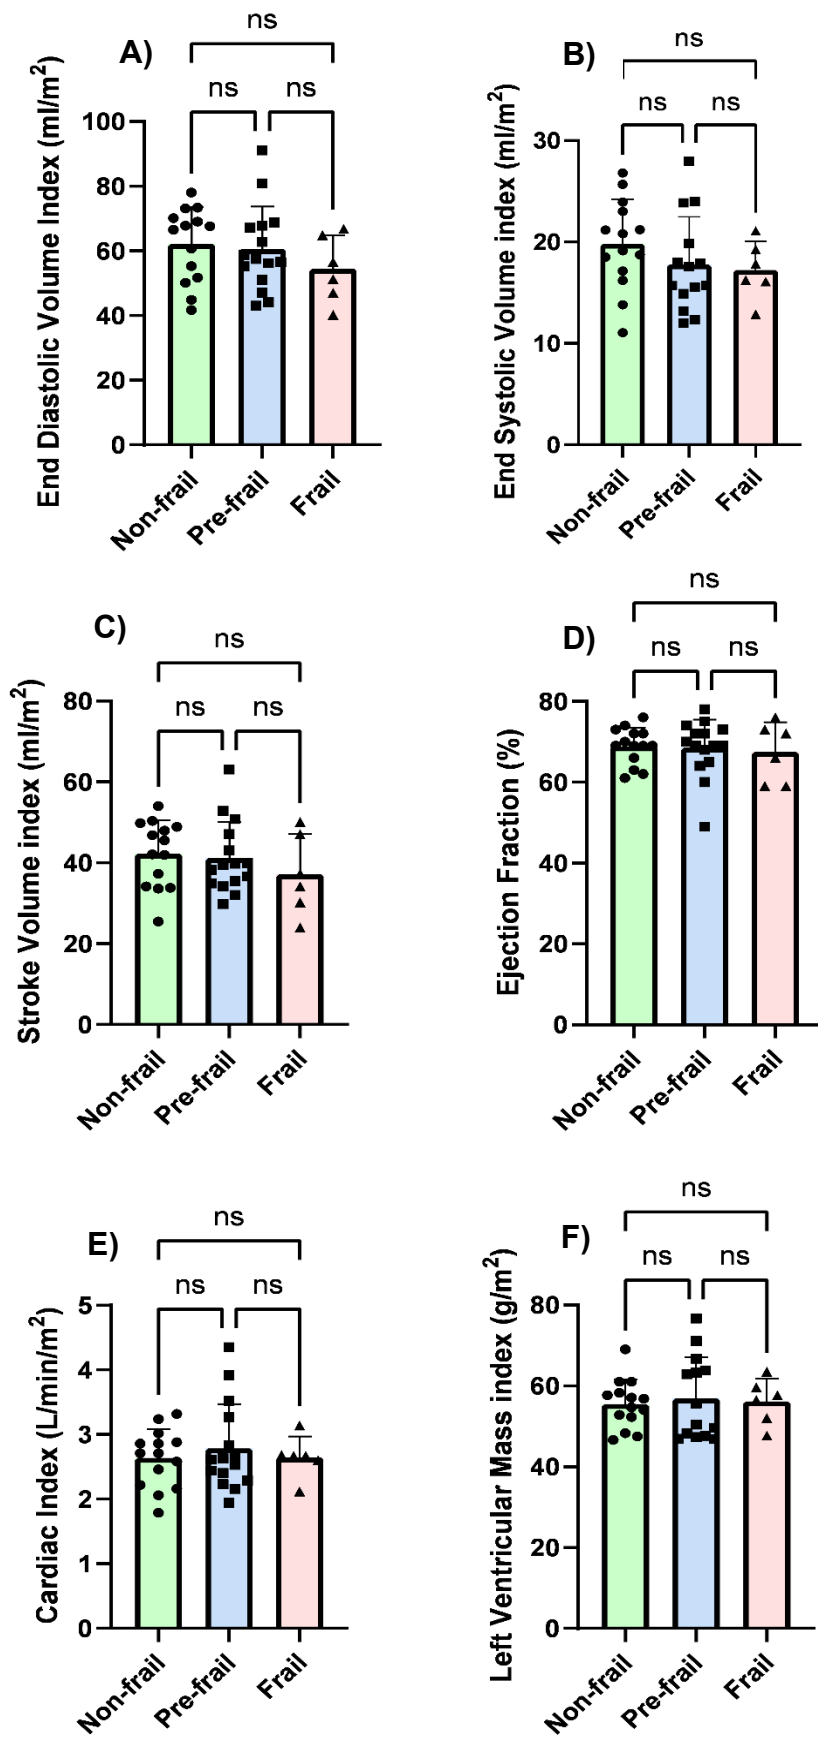 A)
ns
ns
ns
End Diastolic Volume Index (ml/m²)
100
80
60
40
20
0
Non-frail
Pre-frail
Frail
B)
ns
ns
ns
End Systolic Volume index (ml/m²)
30
20
10
0
Non-frail
Pre-frail
Frail
C)
ns
ns
ns
Stroke Volume index (ml/m²)
80
60
40
20
0
Non-frail
Pre-frail
Frail
D)
ns
ns
ns
Ejection Fraction (%)
80
60
40
20
0
Non-frail
Pre-frail
Frail
E)
ns
ns
ns
Cardiac Index (L/min/m²)
5
4
3
2
1
0
Non-frail
Pre-frail
Frail
F)
ns
ns
ns
Left Ventricular Mass index (g/m²)
80
60
40
20
0
Non-frail
Pre-frail
Frail